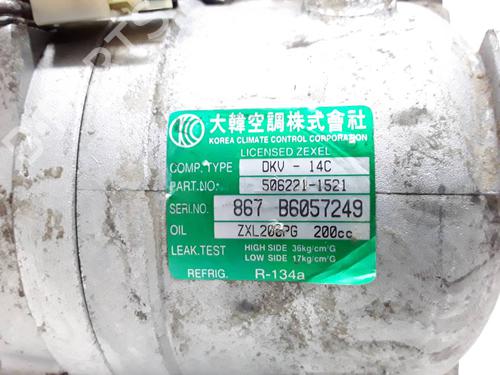 大韓空調株式會社
KOREA CLIMATE CONTROL CORPORATION
LICENSED ZEXEL
COMP. TYPE DKV - 14C
PART.NO: 506221-1521
SERI.NO. 867 B6057249
OIL ZXL200PG 200cc
LEAK.TEST HIGH SIDE 36kg/cm²G
LOW SIDE 17kg/cm²G
REFRIG. R-134a